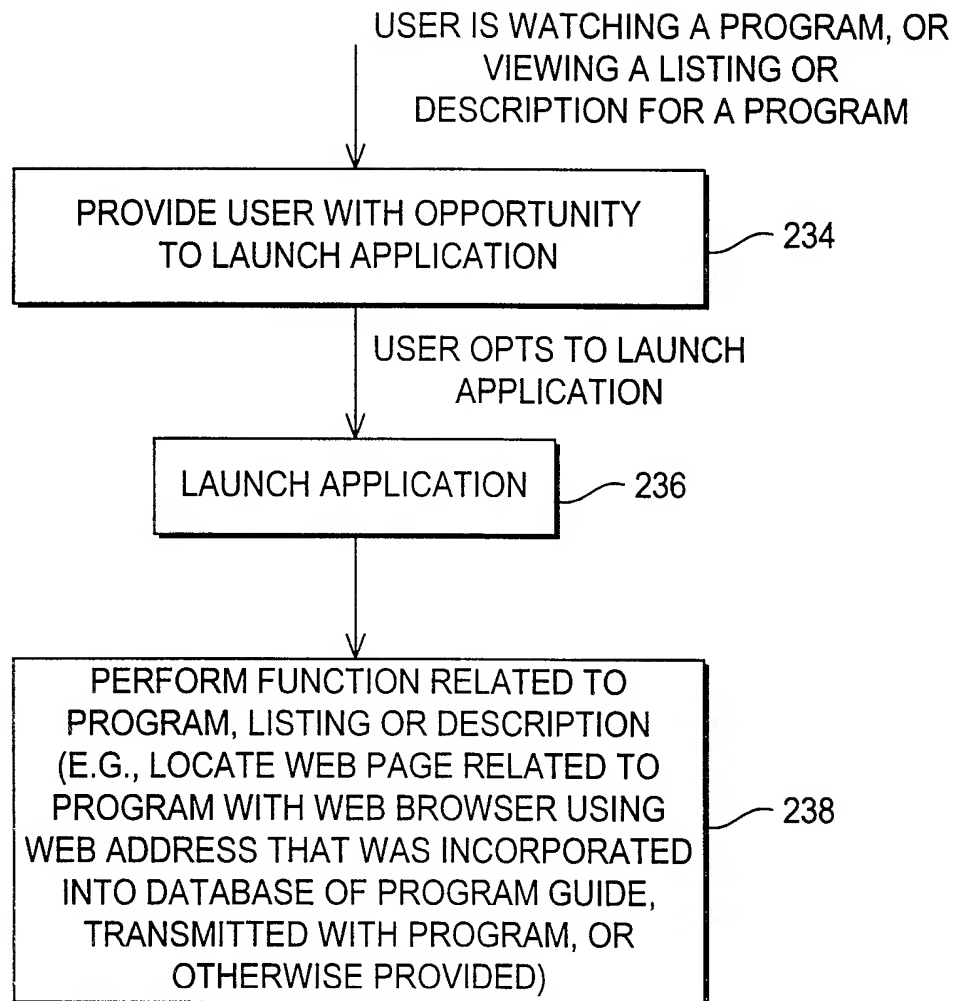 USER IS WATCHING A PROGRAM, OR
VIEWING A LISTING OR
DESCRIPTION FOR A PROGRAM
PROVIDE USER WITH OPPORTUNITY
TO LAUNCH APPLICATION
234
USER OPTS TO LAUNCH
APPLICATION
LAUNCH APPLICATION
236
PERFORM FUNCTION RELATED TO
PROGRAM, LISTING OR DESCRIPTION
(E.G., LOCATE WEB PAGE RELATED TO
PROGRAM WITH WEB BROWSER USING
WEB ADDRESS THAT WAS INCORPORATED
INTO DATABASE OF PROGRAM GUIDE,
TRANSMITTED WITH PROGRAM, OR
OTHERWISE PROVIDED)
238